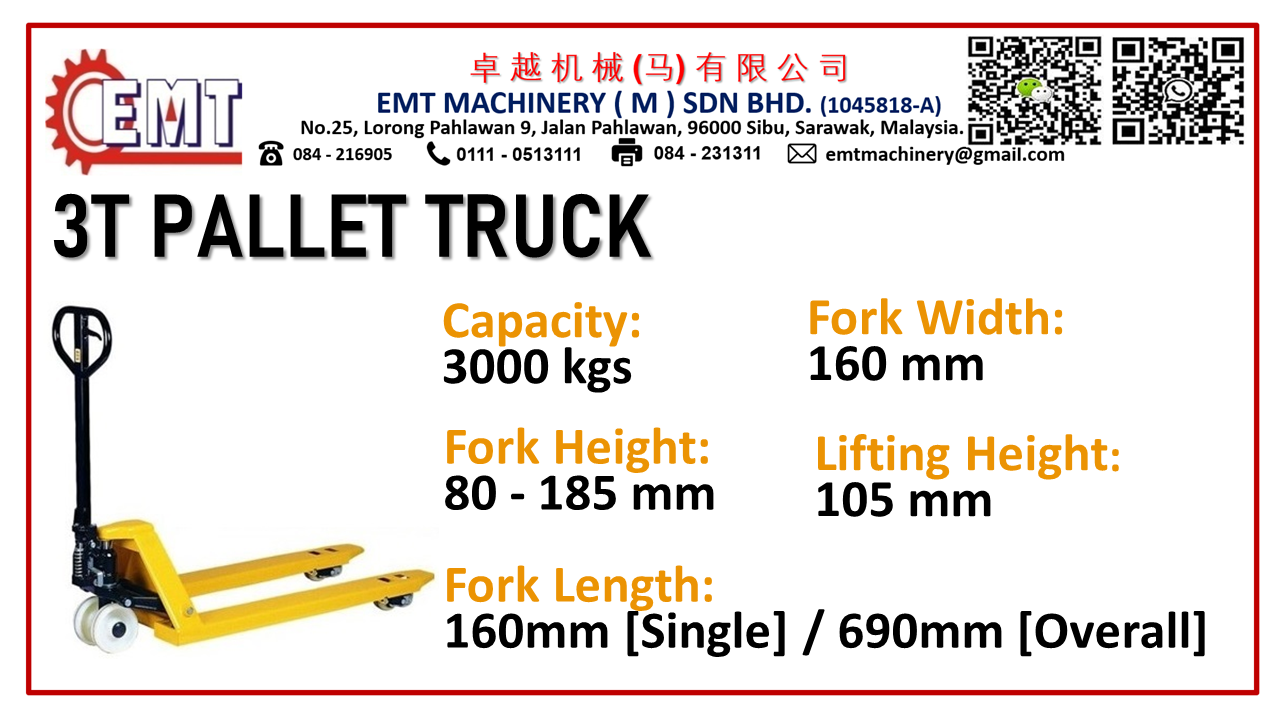 EMT
卓越机械(马)有限公司
EMT MACHINERY ( M ) SDN BHD. (1045818-A)
No.25, Lorong Pahlawan 9, Jalan Pahlawan, 96000 Sibu, Sarawak, Malaysia.
084 - 216905 0111 - 0513111 084 - 231311 emtmachinery@gmail.com
3T PALLET TRUCK
Capacity:
3000 kgs
Fork Width:
160 mm
Fork Height:
80 - 185 mm
Lifting Height:
105 mm
Fork Length:
160mm [Single] / 690mm [Overall]